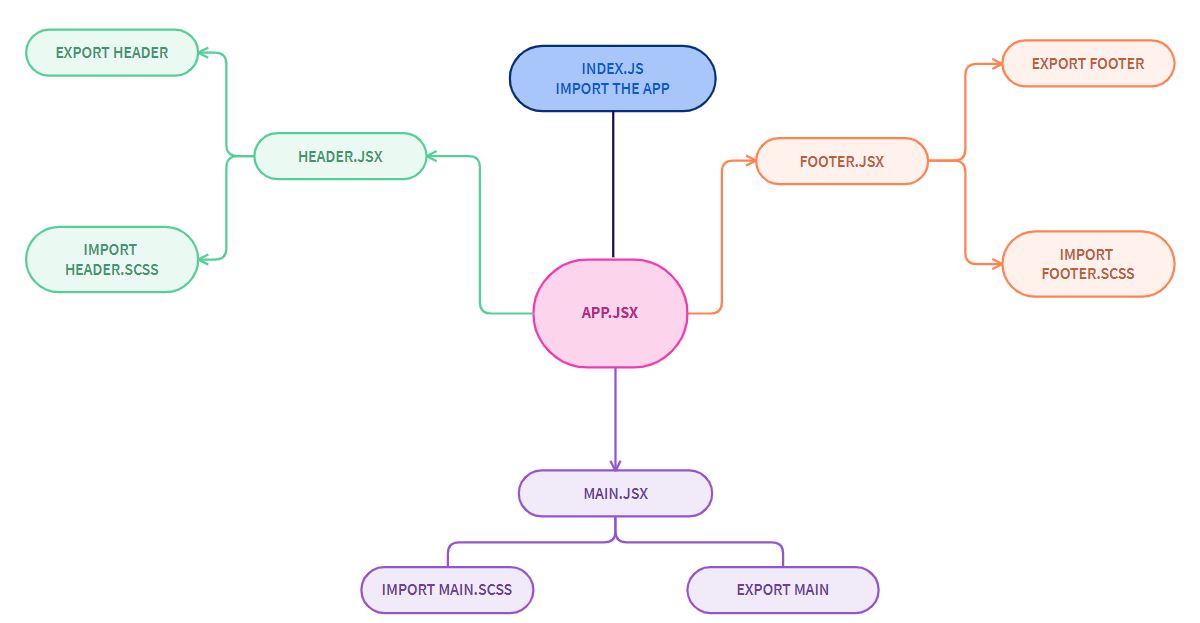 EXPORT HEADER
INDEX.JS
IMPORT THE APP
EXPORT FOOTER
HEADER.JSX
FOOTER.JSX
IMPORT
HEADER.SCSS
IMPORT
FOOTER.SCSS
APP.JSX
MAIN.JSX
IMPORT MAIN.SCSS
EXPORT MAIN